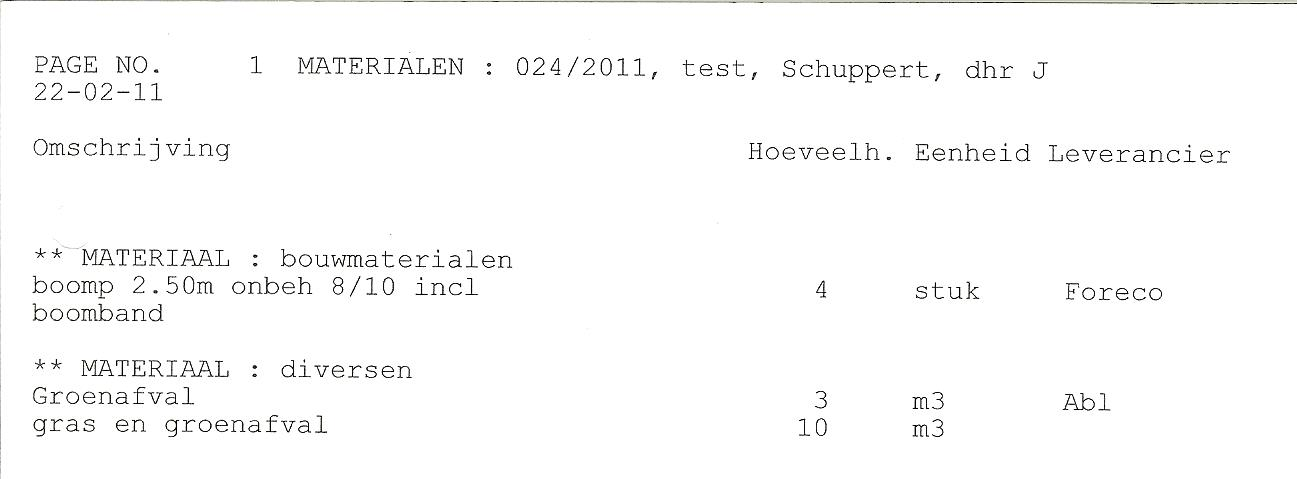 PAGE NO. 1 MATERIALEN : 024/2011, test, Schuppert, dhr J
22-02-11
Omschrijving Hoeveelh. Eenheid Leverancier
** MATERIAAL : bouwmaterialen
boomp 2.50m onbeh 8/10 incl 4 stuk Foreco
boomband
** MATERIAAL : diversen
Groenafval 3 m3 Abl
gras en groenafval 10 m3